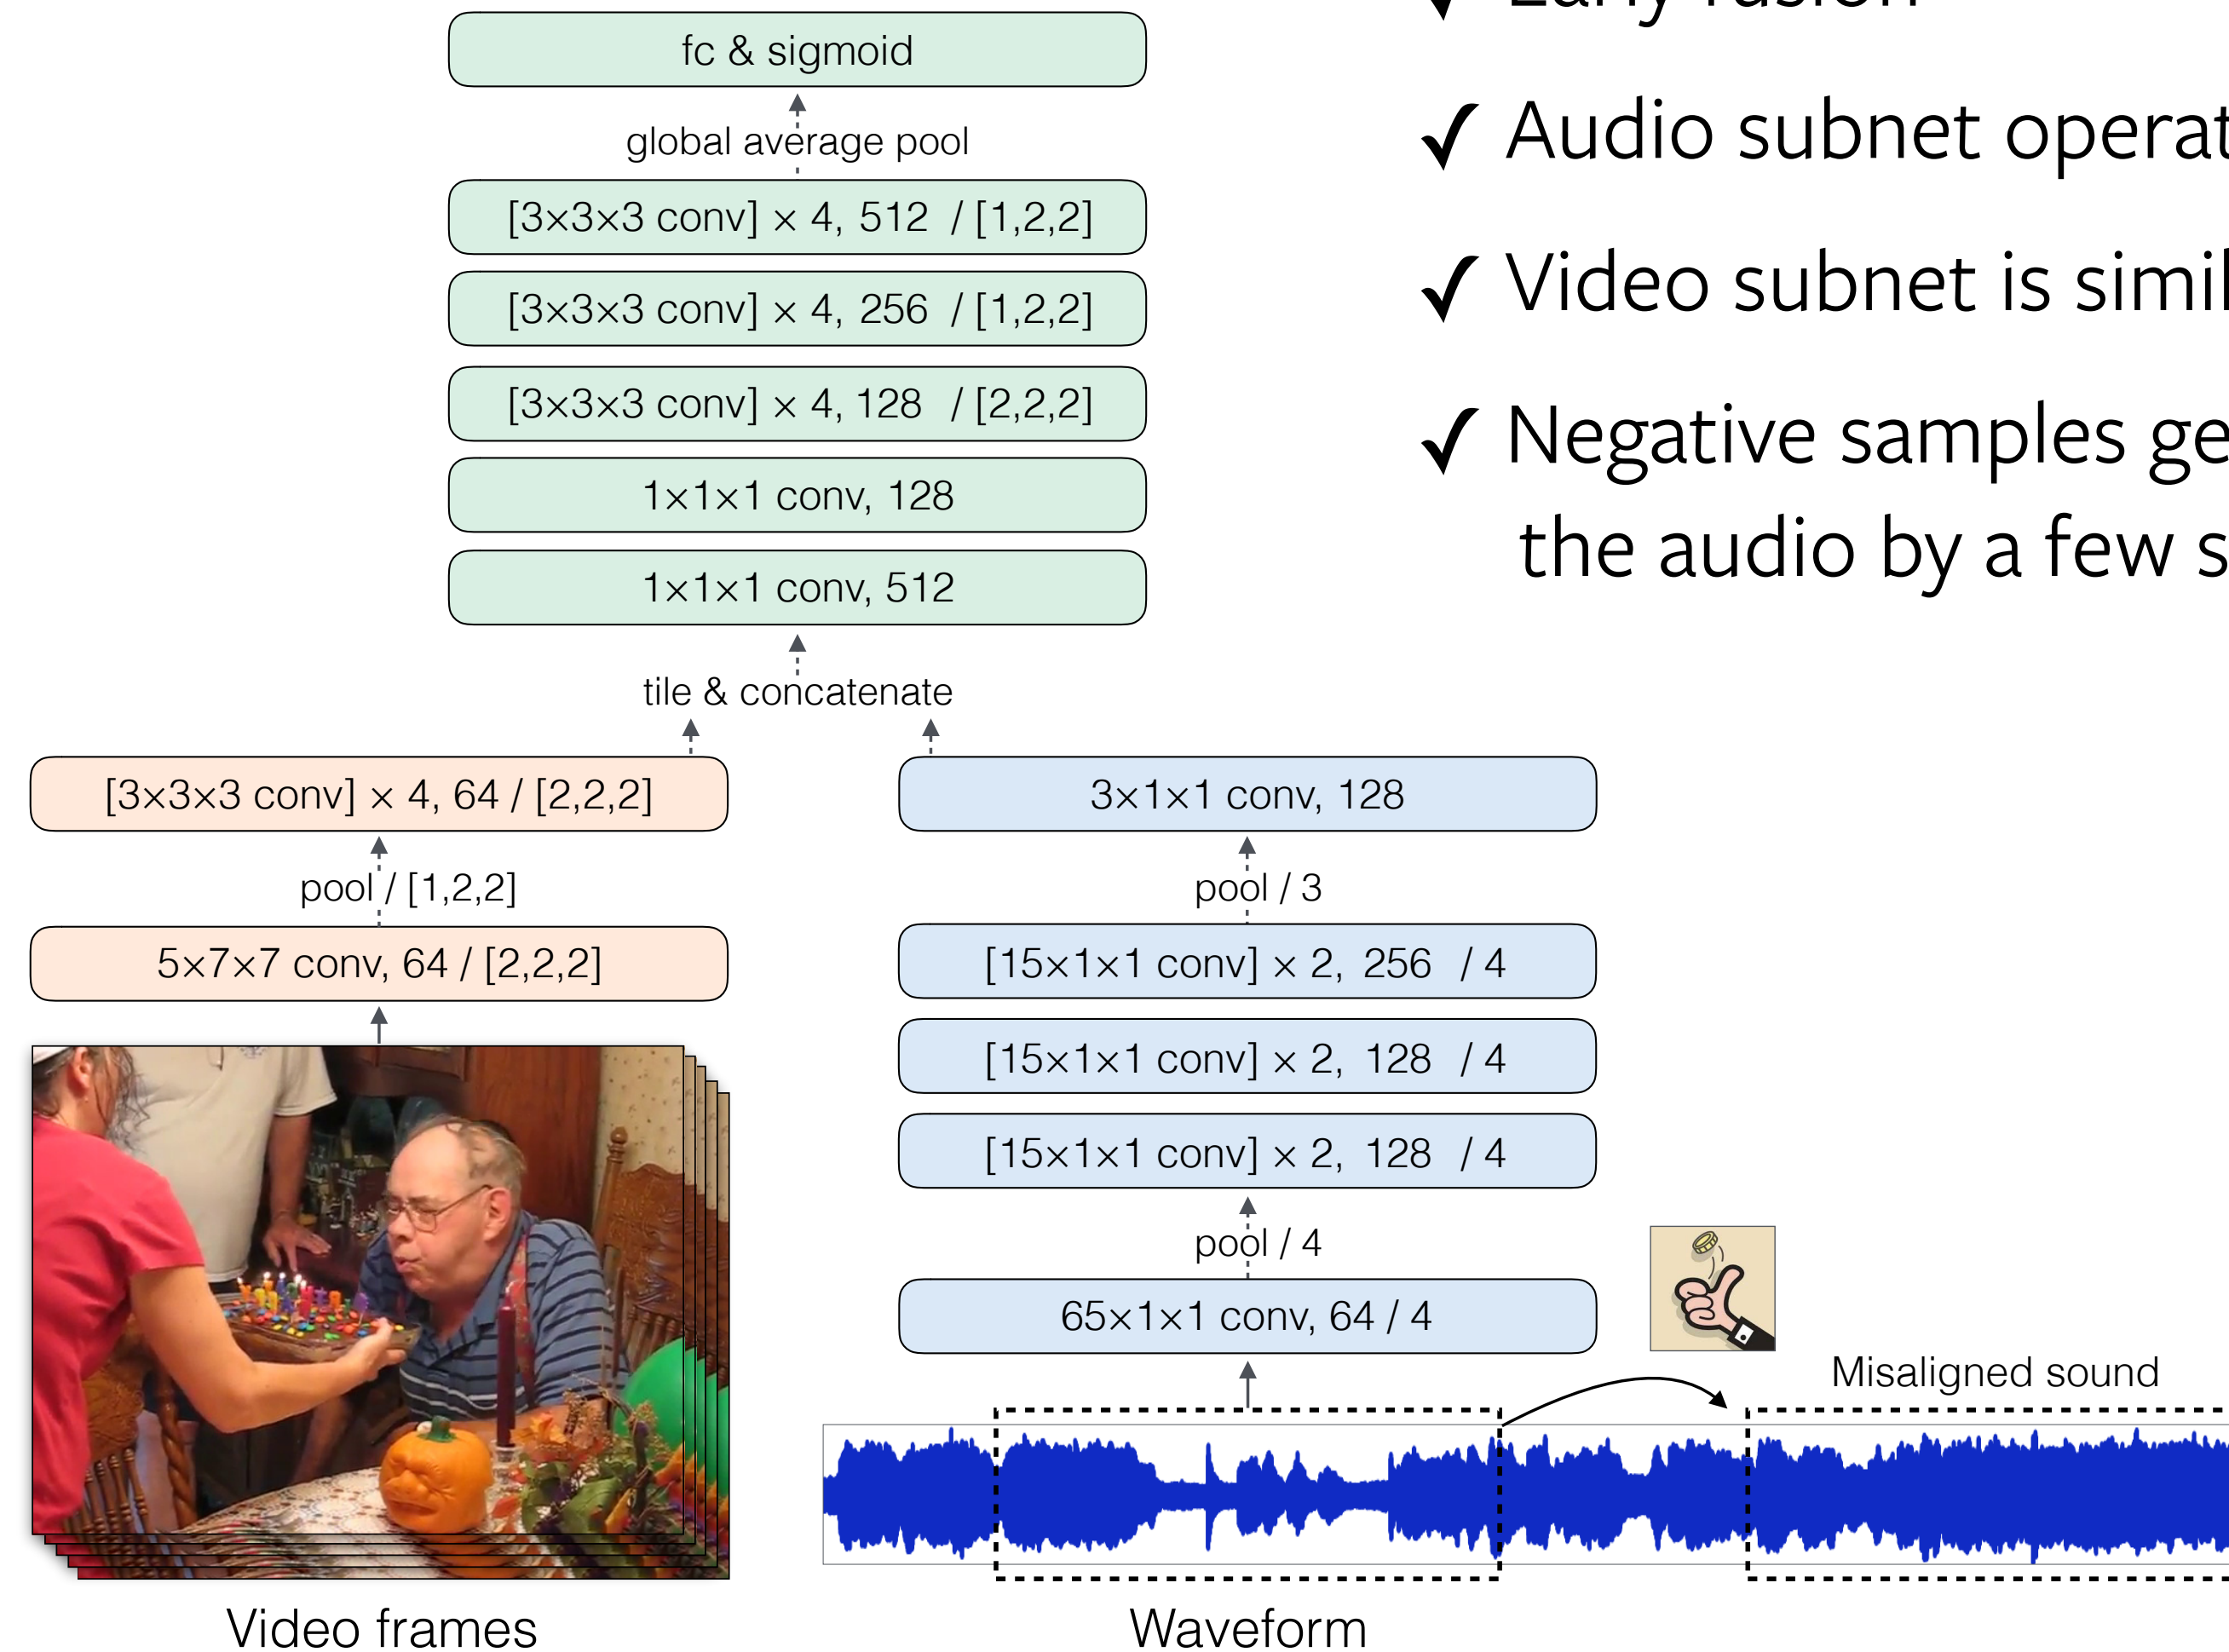 fc & sigmoid
global average pool
[3×3×3 conv] × 4, 512 / [1,2,2]
[3×3×3 conv] × 4, 256 / [1,2,2]
[3×3×3 conv] × 4, 128 / [2,2,2]
1×1×1 conv, 128
1×1×1 conv, 512
tile & concatenate
[3×3×3 conv] × 4, 64 / [2,2,2]
pool / [1,2,2]
5×7×7 conv, 64 / [2,2,2]
Video frames
3×1×1 conv, 128
pool / 3
[15×1×1 conv] × 2, 256 / 4
[15×1×1 conv] × 2, 128 / 4
[15×1×1 conv] × 2, 128 / 4
pool / 4
65×1×1 conv, 64 / 4
Waveform
Misaligned sound
✓ Early fusion
✓ Audio subnet operat
✓ Video subnet is simil
✓ Negative samples ge
the audio by a few s